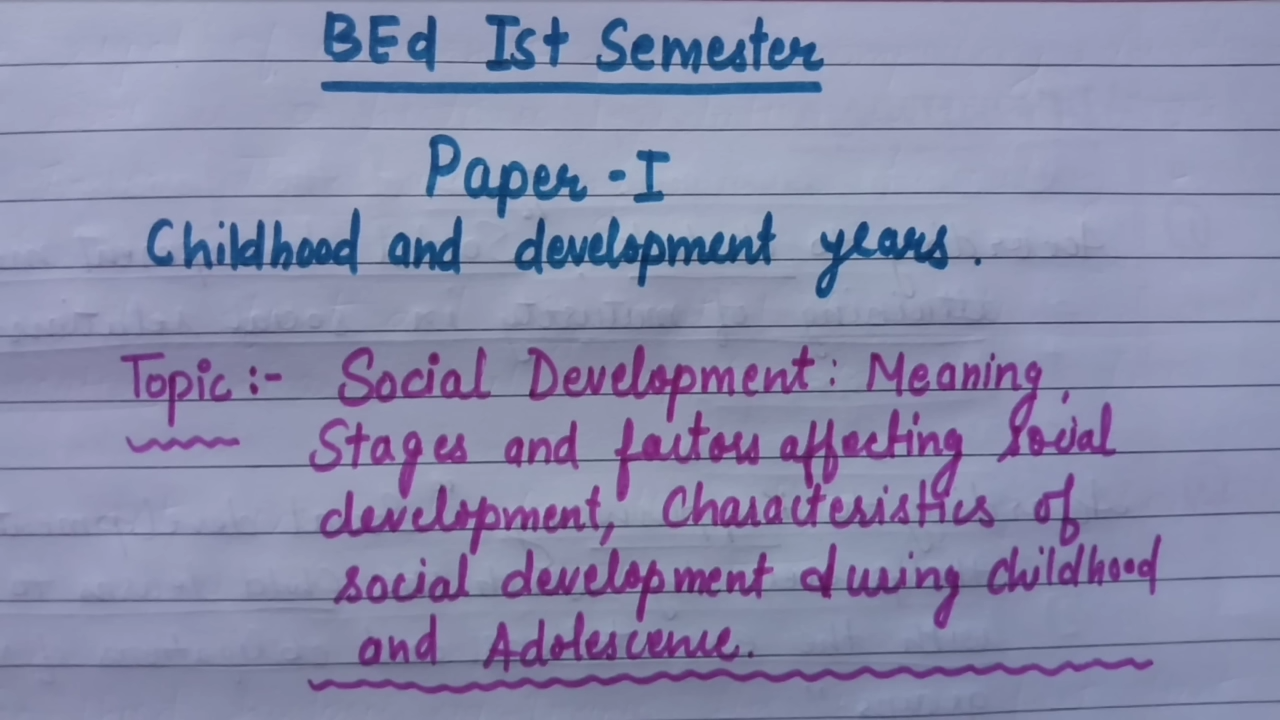 BEd Ist Semester
Paper - I
Childhood and development years.
Topic :- Social Development : Meaning,
Stages and factors affecting social
development, Characteristics of
social development during childhood
and Adolescence.